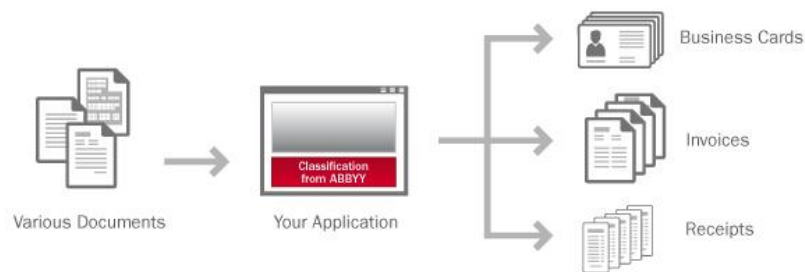 Various Documents
Classification
from ABBYY
Your Application
Business Cards
Invoices
Receipts